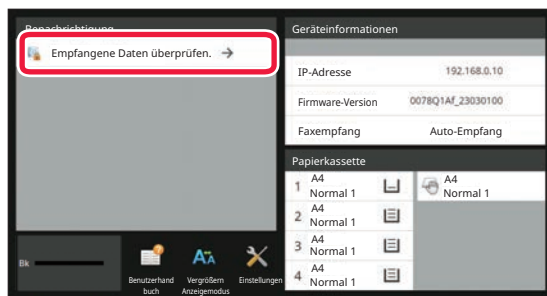 Benachrichtigung
Empfangene Daten überprüfen. →
Geräteinformationen
IP-Adresse 192.168.0.10
Firmware-Version 0078Q1Af_23030100
Faxempfang Auto-Empfang
Papierkassette
1 A4
Normal 1
A4
Normal 1
2 A4
Normal 1
3 A4
Normal 1
4 A4
Normal 1
Bk
Benutzerhand
buch
Vergrößern
Anzeigemodus
Einstellungen